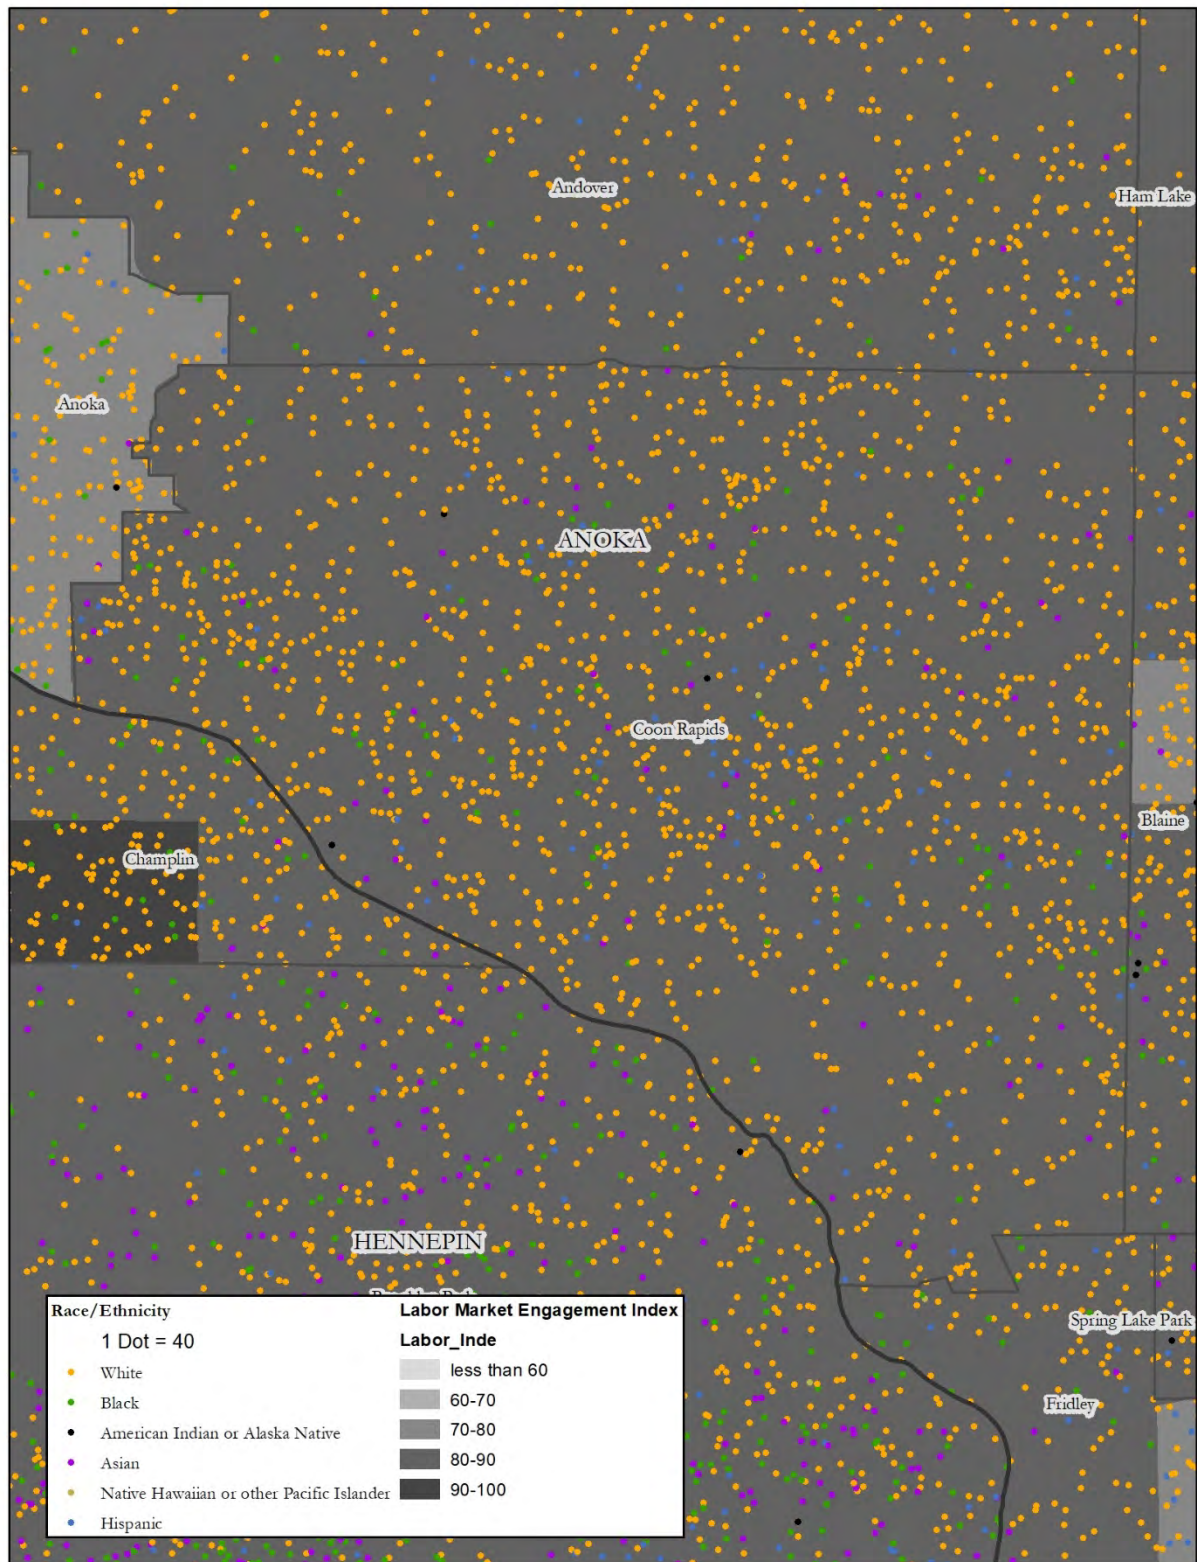 Andover
Ham Lake
Anoka
ANOKA
Coon Rapids
Blaine
Champlin
HENNEPIN
Spring Lake Park
Fridley
Race/Ethnicity
1 Dot = 40
White
Black
American Indian or Alaska Native
Asian
Native Hawaiian or other Pacific Islander
Hispanic
Labor Market Engagement Index
Labor_Inde
less than 60
60-70
70-80
80-90
90-100